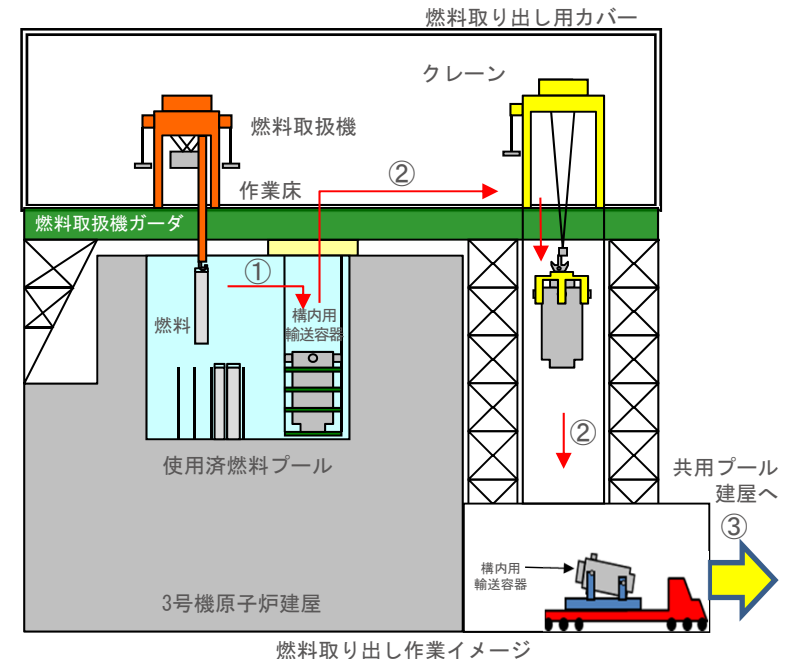 燃料取り出し用カバー
クレーン
燃料取扱機
②
作業床
燃料取扱機ガーダ
①
構内用
輸送容器
燃料
②
使用済燃料プール
共用プール
建屋へ
③
構内用
輸送容器
3号機原子炉建屋
燃料取り出し作業イメージ